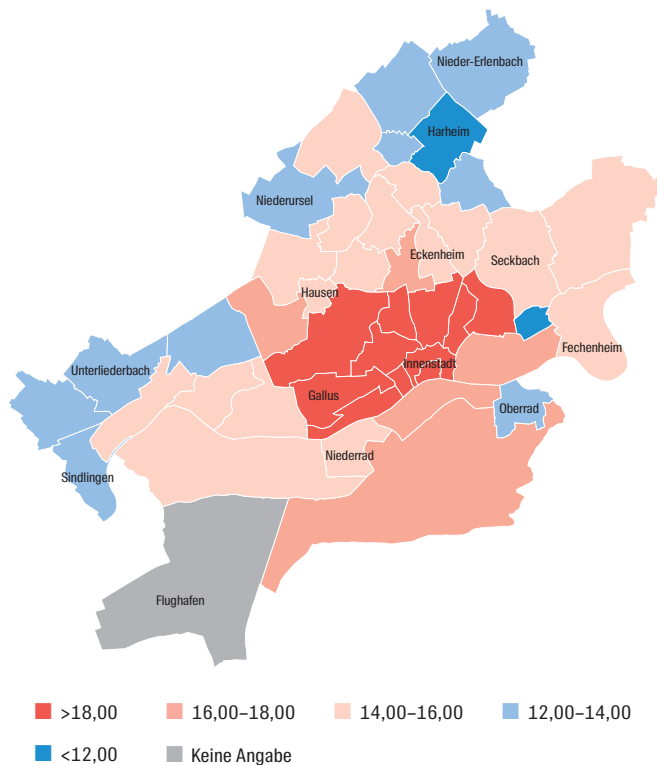 Nieder-Erlenbach
Harheim
Niederursel
Eckenheim
Seckbach
Hausen
Fechenheim
Unterliederbach
Innenstadt
Gallus
Oberrad
Niederrad
Sindlingen
Flughafen
>18,00 16,00–18,00 14,00–16,00 12,00–14,00
<12,00 Keine Angabe